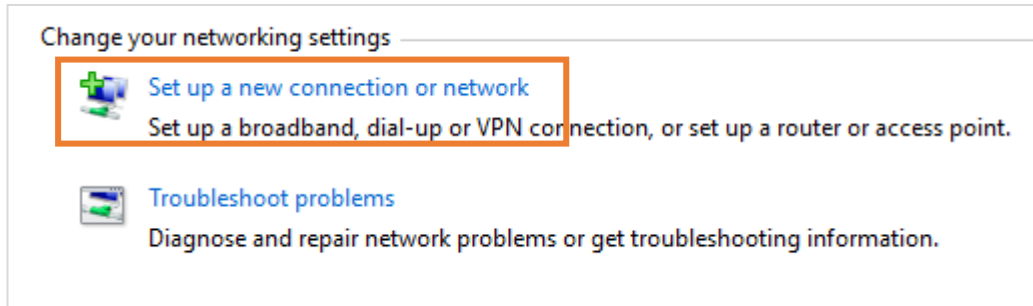 Change your networking settings
Set up a new connection or network
Set up a broadband, dial-up or VPN connection, or set up a router or access point.
Troubleshoot problems
Diagnose and repair network problems or get troubleshooting information.